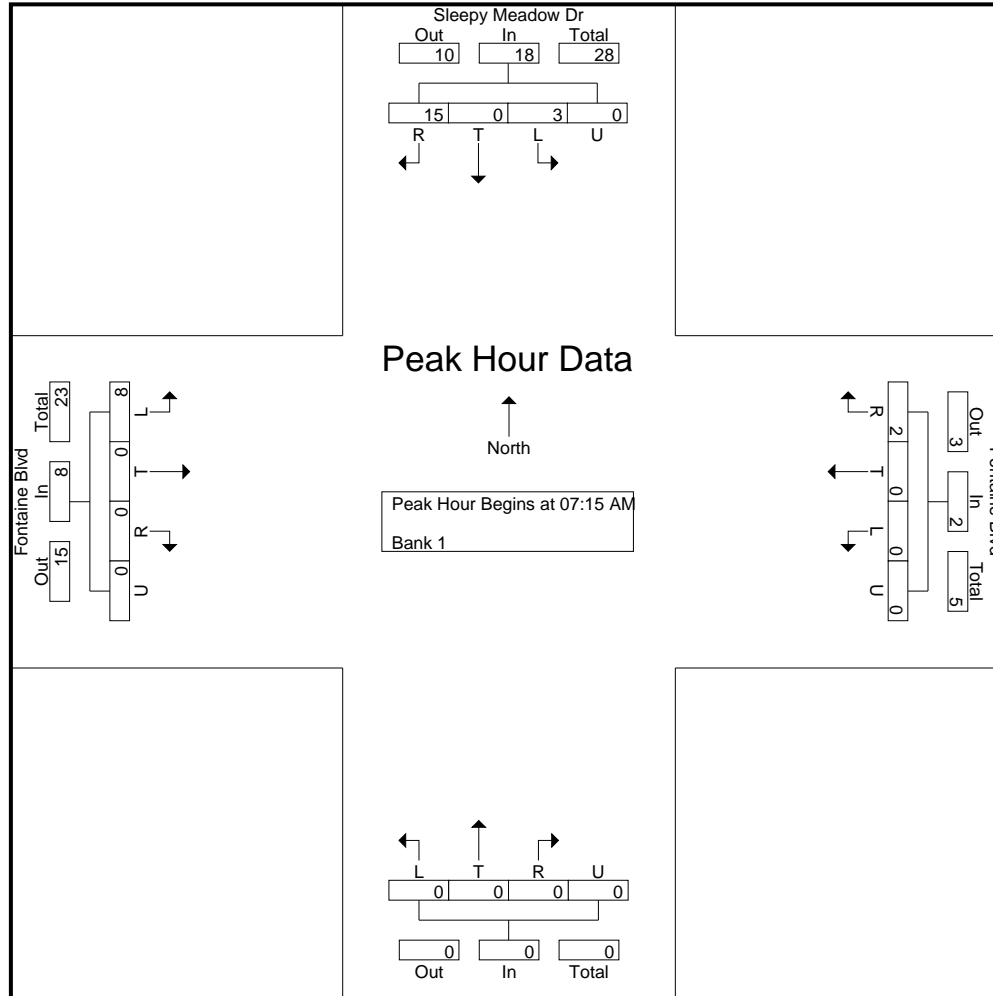 Sleepy Meadow Dr
Out In Total
10 18 28
15 0 3 0
R T L U
Peak Hour Data
North
Peak Hour Begins at 07:15 AM
Bank 1
Fontaine Blvd
Total In Out
23 8 15
8 0 0 0
L T R U
Out In Total
3 2 5
2 0 0 0
R T L U
L T R U
0 0 0 0
0 0 0
Out In Total